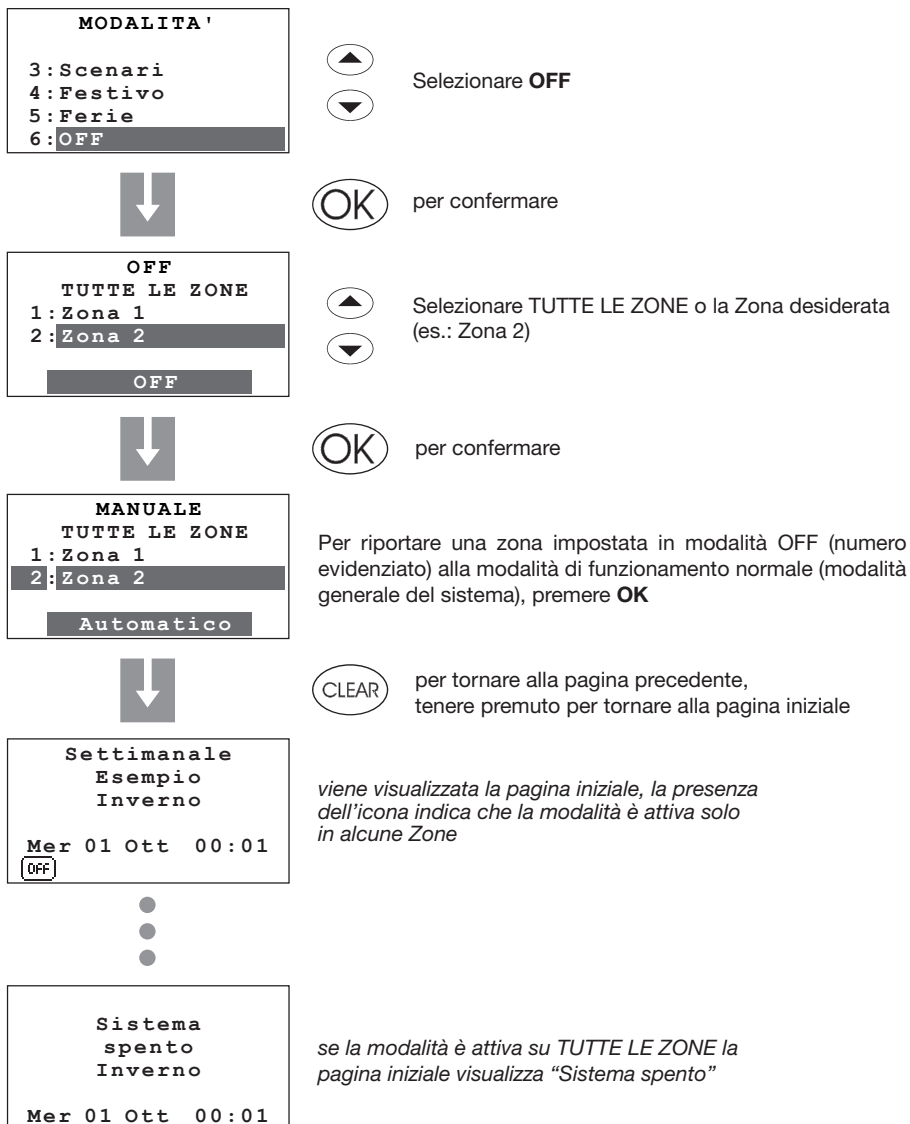 MODALITA'
3:Scenari
4:Festivo
5:Ferie
6:OFF
Selezionare OFF
OK
per confermare
OFF
TUTTE LE ZONE
1:Zona 1
2:Zona 2
OFF
Selezionare TUTTE LE ZONE o la Zona desiderata
(es.: Zona 2)
OK
per confermare
MANUALE
TUTTE LE ZONE
1:Zona 1
2:Zona 2
Automatico
Per riportare una zona impostata in modalità OFF (numero
evidenziato) alla modalità di funzionamento normale (modalità
generale del sistema), premere OK
CLEAR
per tornare alla pagina precedente,
tenere premuto per tornare alla pagina iniziale
Settimanale
Esempio
Inverno
Mer 01 Ott 00:01
OFF
viene visualizzata la pagina iniziale, la presenza
dell'icona indica che la modalità è attiva solo
in alcune Zone
Sistema
spento
Inverno
Mer 01 Ott 00:01
se la modalità è attiva su TUTTE LE ZONE la
pagina iniziale visualizza “Sistema spento”